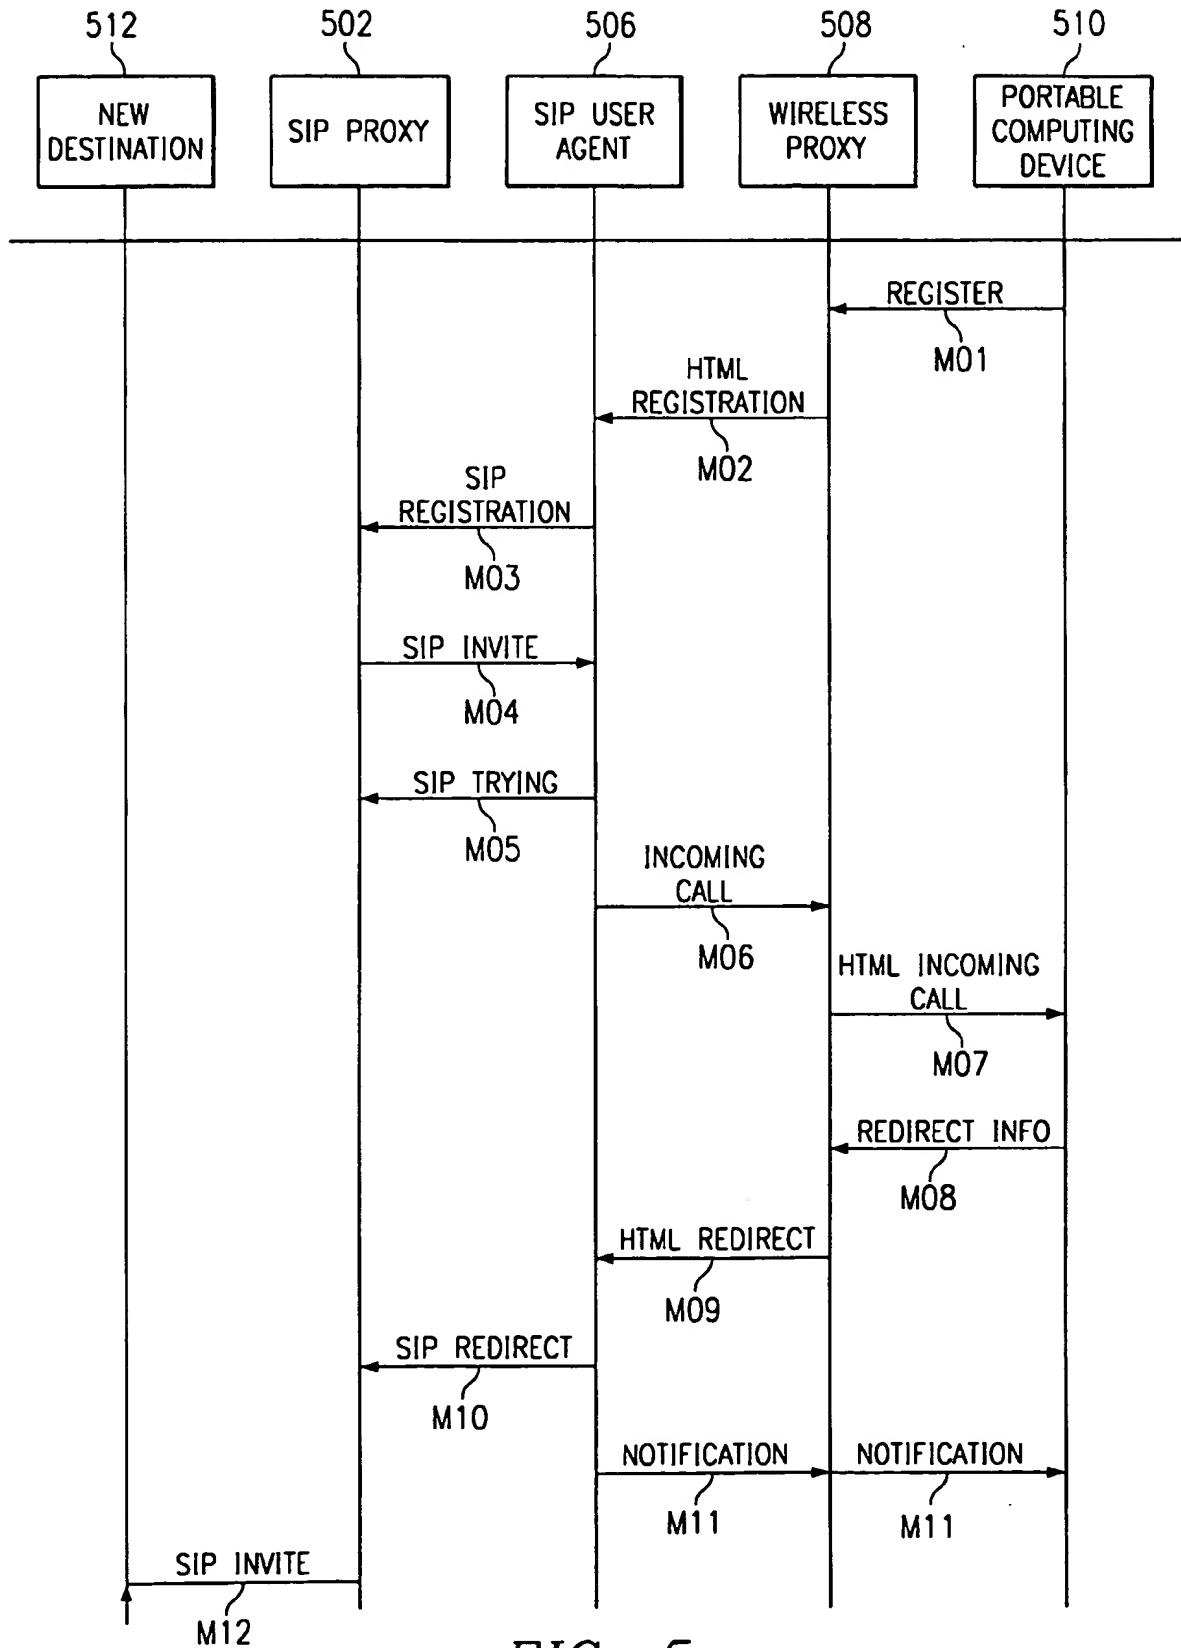 512 502 506 508 510
NEW
DESTINATION
SIP PROXY
SIP USER
AGENT
WIRELESS
PROXY
PORTABLE
COMPUTING
DEVICE
REGISTER
M01
HTML
REGISTRATION
M02
SIP
REGISTRATION
M03
SIP INVITE
M04
SIP TRYING
M05
INCOMING
CALL
M06
HTML INCOMING
CALL
M07
REDIRECT INFO
M08
HTML REDIRECT
M09
SIP REDIRECT
M10
NOTIFICATION NOTIFICATION
M11 M11
SIP INVITE
M12
FIG. 5